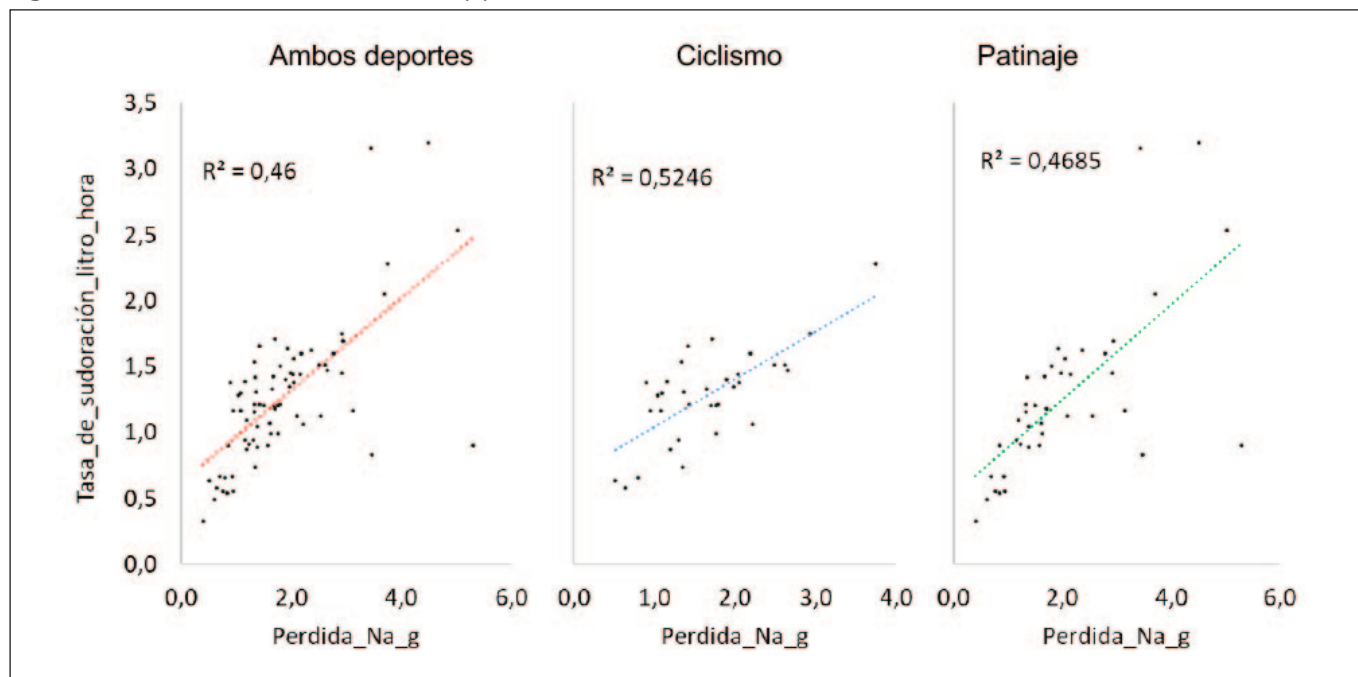 Ambos deportes
Ciclismo
Patinaje
Tasa_de_sudoración_litro_hora
3,5
3,0
2,5
2,0
1,5
1,0
0,5
0,0
R² = 0,46
R² = 0,5246
R² = 0,4685
0,0 2,0 4,0 6,0
0,0 1,0 2,0 3,0 4,0
0,0 2,0 4,0 6,0
Perdida_Na_g
Perdida_Na_g
Perdida_Na_g